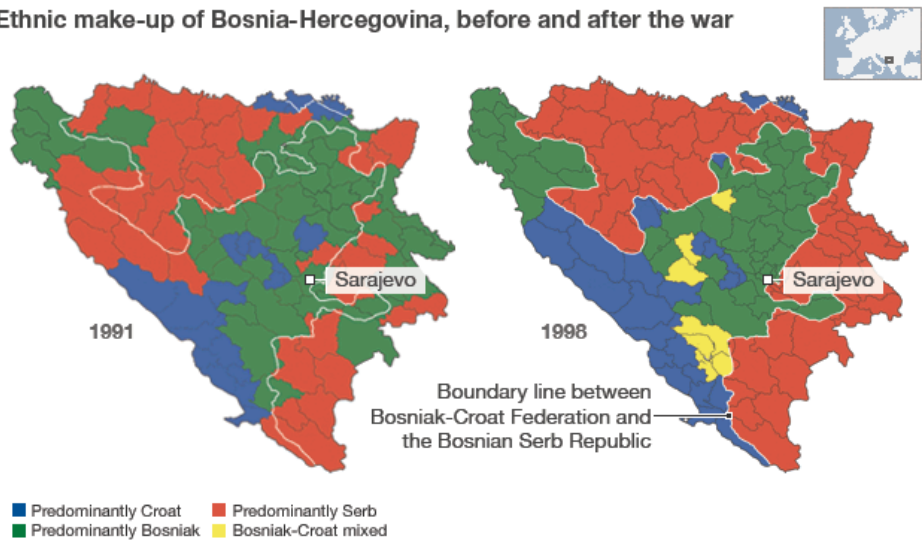 Ethnic make-up of Bosnia-Hercegovina, before and after the war
Sarajevo
1991
Sarajevo
1998
Boundary line between
Bosniak-Croat Federation and
the Bosnian Serb Republic
Predominantly Croat
Predominantly Serb
Predominantly Bosniak
Bosniak-Croat mixed